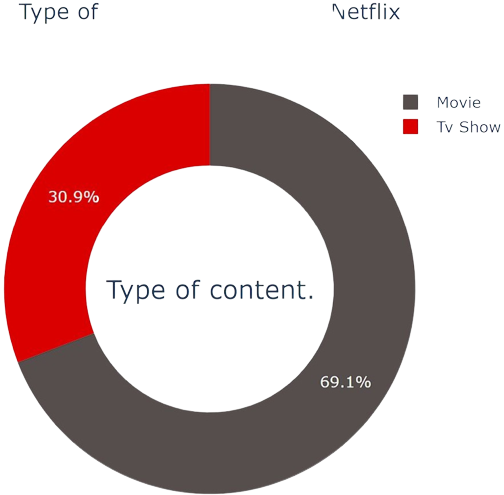 Type of Netflix
Movie
Tv Show
30.9%
Type of content.
69.1%